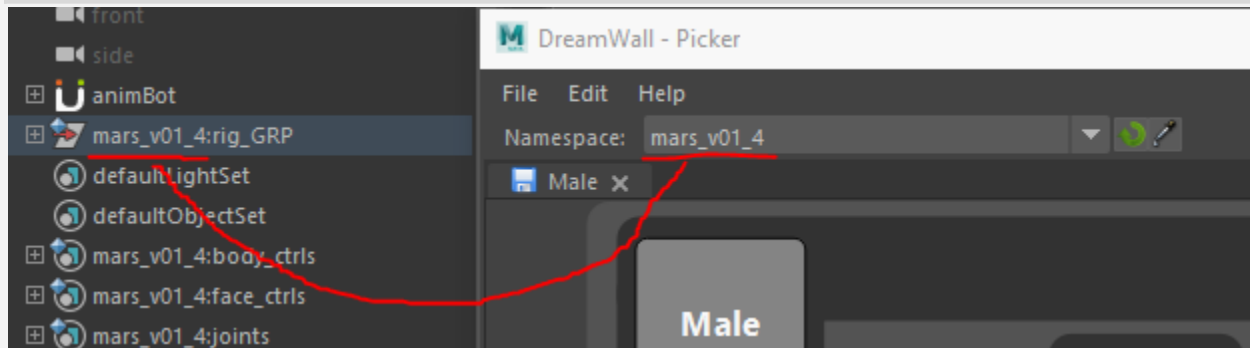 front
side
animBot
mars_v01_4:rig_GRP
defaultLightSet
defaultObjectSet
mars_v01_4:body_ctrls
mars_v01_4:face_ctrls
mars_v01_4:joints
DreamWall - Picker
File Edit Help
Namespace: mars_v01_4
Male
Male